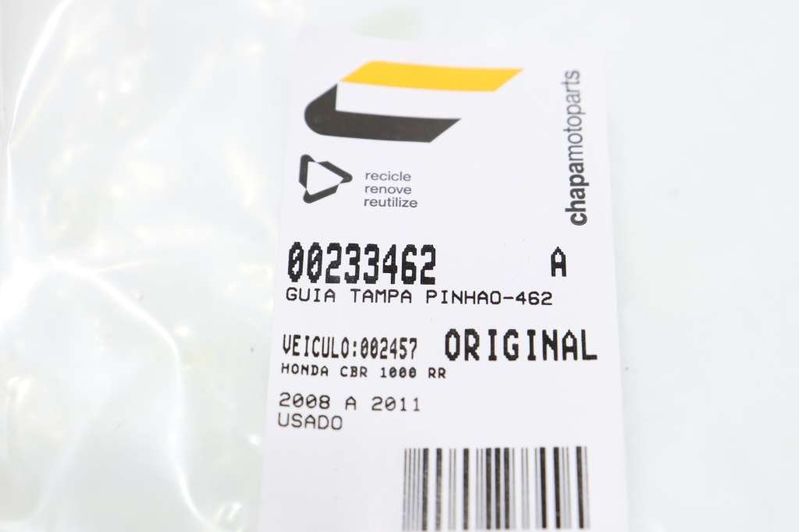 chapamotoparts
recicle
renove
reutilize
00233462 A
GUIA TAMPA PINHAO-462
VEICULO:002457 ORIGINAL
HONDA CBR 1000 RR
2008 A 2011
USADO